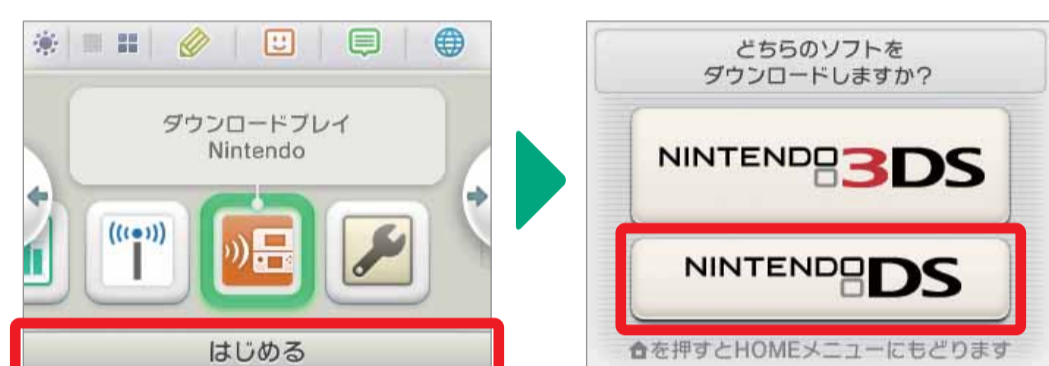 ダウンロードプレイ
Nintendo
はじめる
どちらのソフトを
ダウンロードしますか?
NINTENDO 3DS
NINTENDO DS
を押すとHOMEメニューにもどります